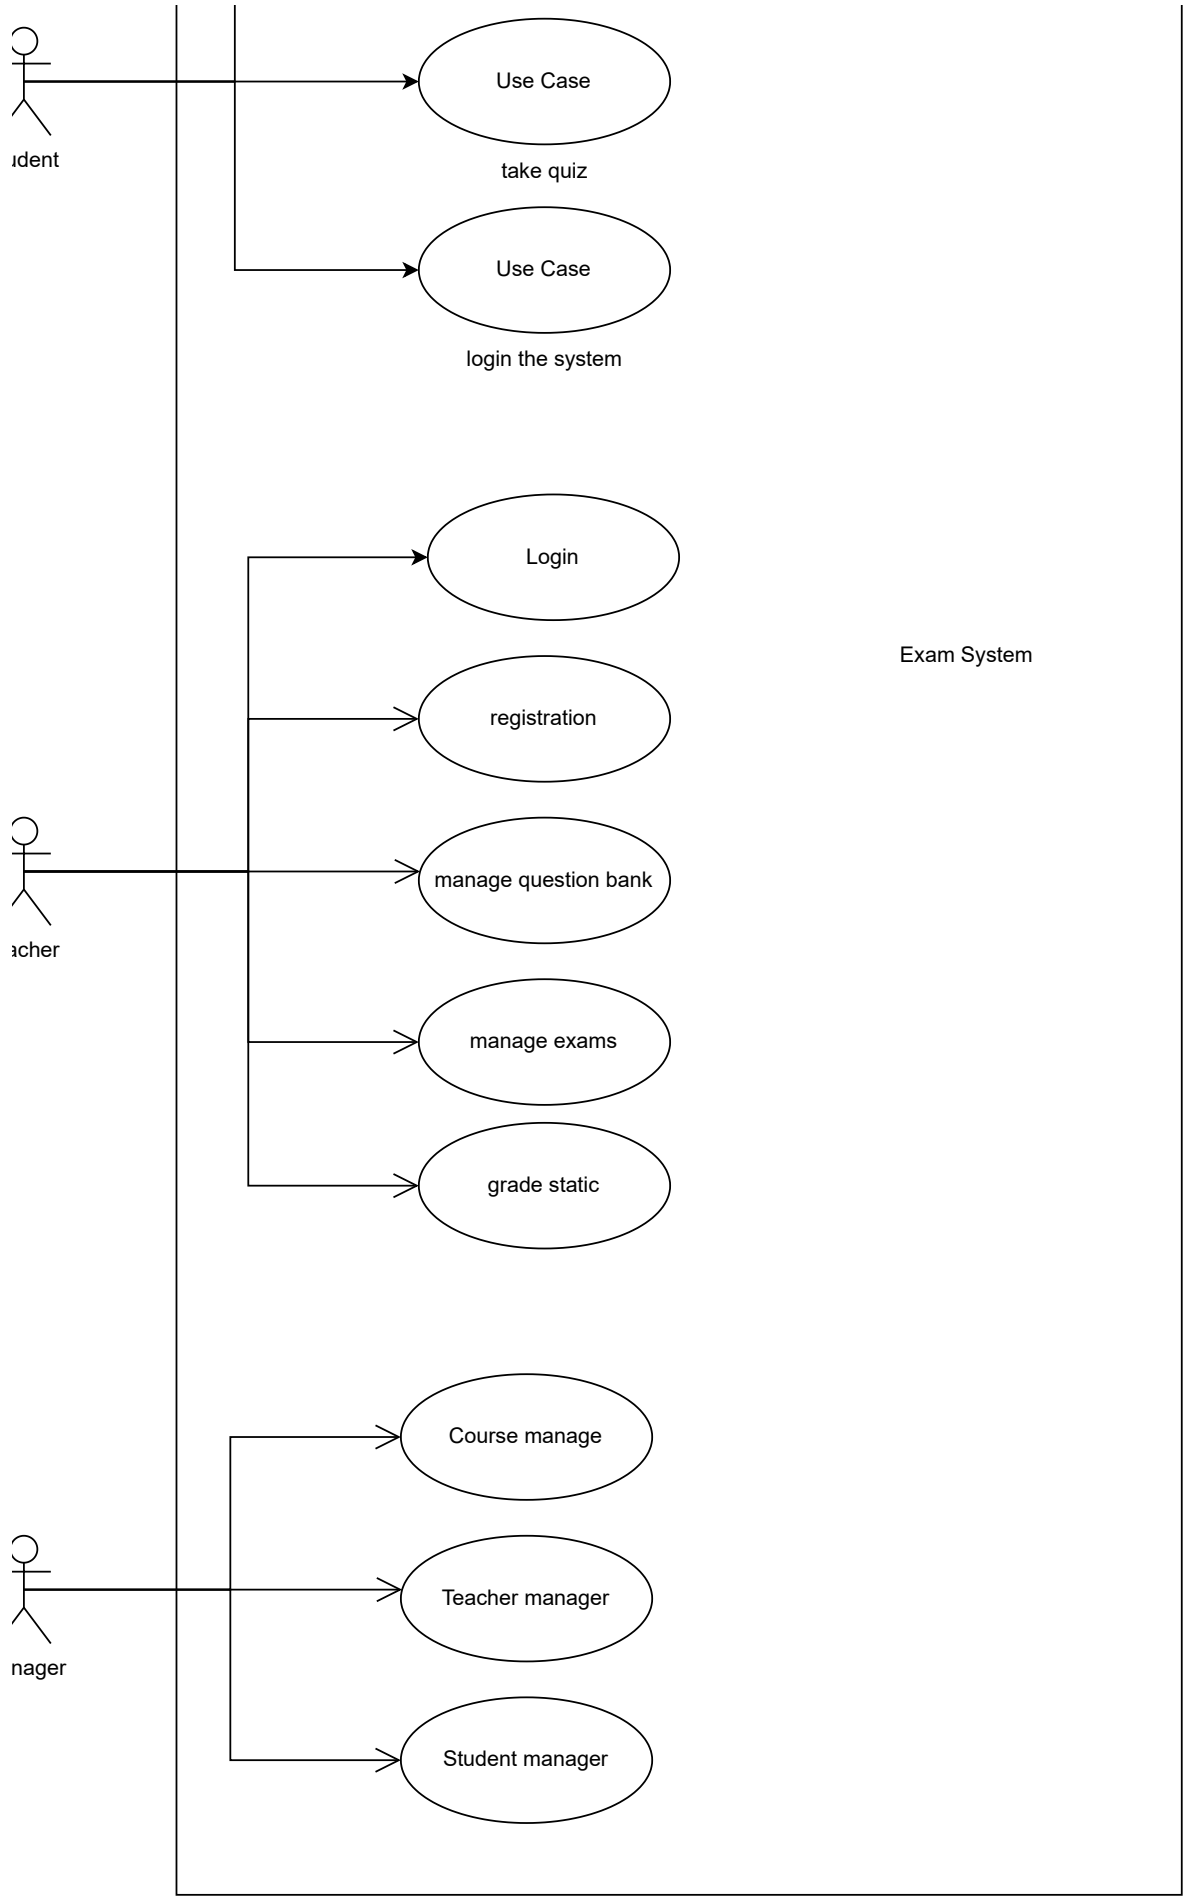 Use Case
udent
take quiz
Use Case
login the system
Login
Exam System
registration
manage question bank
acher
manage exams
grade static
Course manage
Teacher manager
nager
Student manager